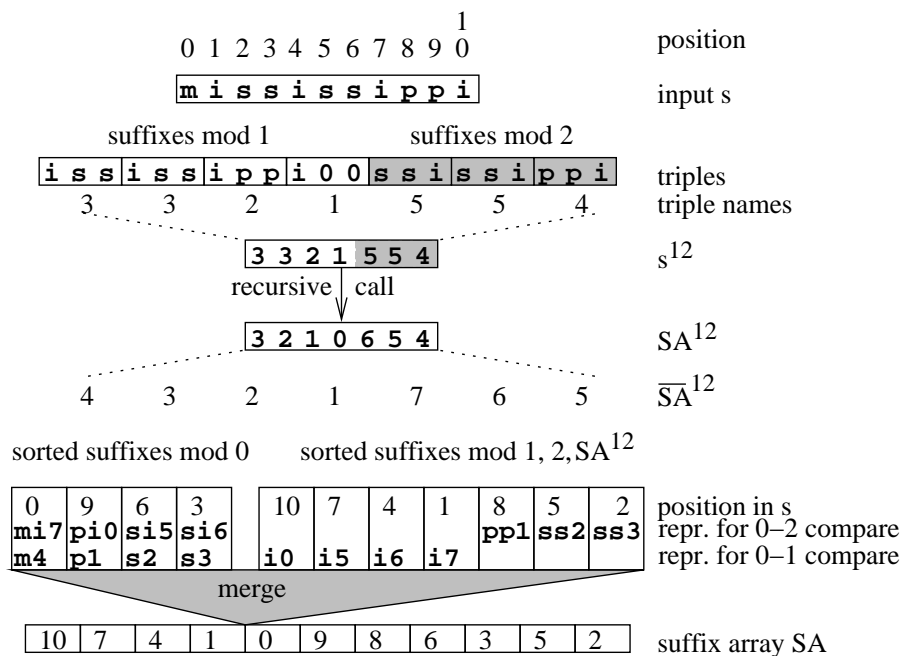 1
0 1 2 3 4 5 6 7 8 9 0 position
m i s s i s s i p p i input s
suffixes mod 1 suffixes mod 2
i s s i s s i p p i 0 0 s s i s s i p p i triples
3 3 2 1 5 5 4 triple names
3 3 2 1 5 5 4 s¹²
recursive call
3 2 1 0 6 5 4 SA¹²
4 3 2 1 7 6 5 S̅A̅¹²
sorted suffixes mod 0 sorted suffixes mod 1, 2, SA¹²
0 9 6 3 10 7 4 1 8 5 2 position in s
mi7 pi0 si5 si6 pp1 ss2 ss3 repr. for 0−2 compare
m4 p1 s2 s3 i0 i5 i6 i7 repr. for 0−1 compare
merge
10 7 4 1 0 9 8 6 3 5 2 suffix array SA